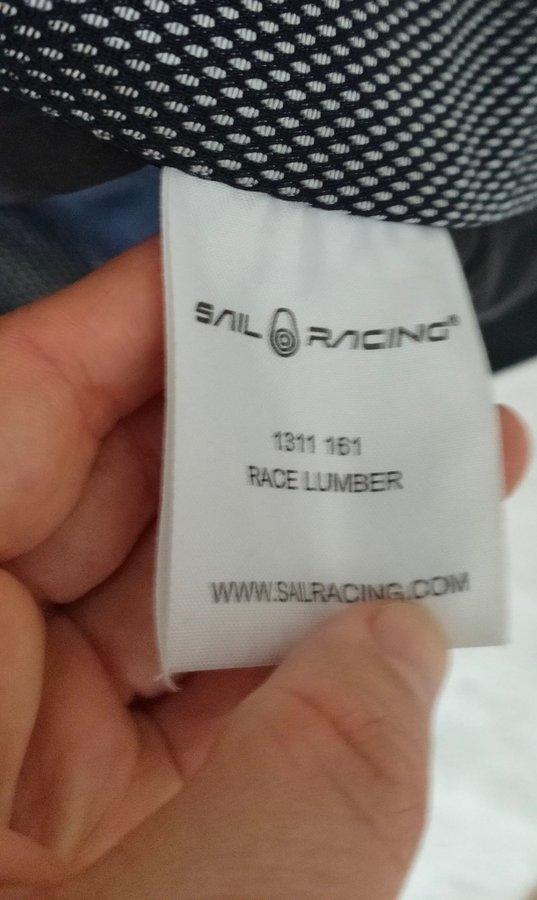 SAIL RACING®
1311 161
RACE LUMBER
WWW.SAILRACING.COM